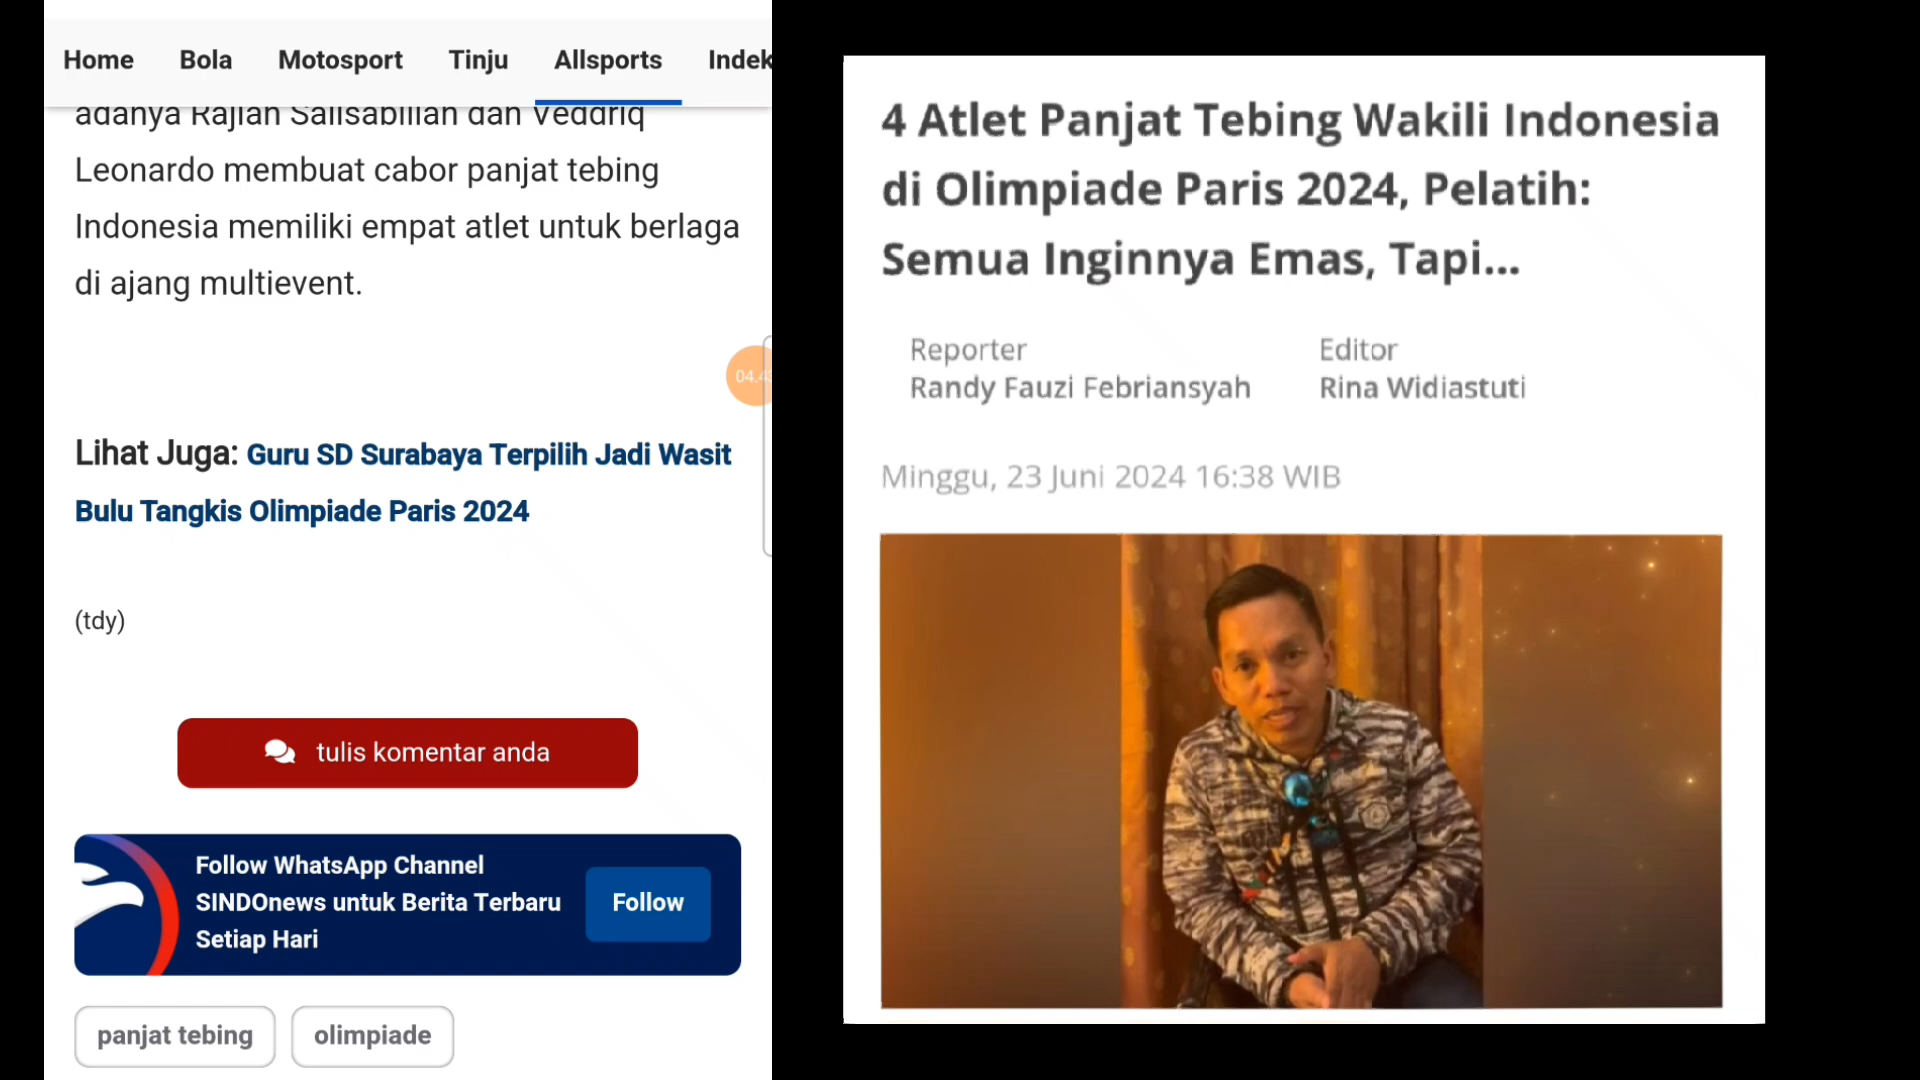 Home Bola Motosport Tinju Allsports Indek
adanya Rajiah Sallsabillah dan Veddriq
Leonardo membuat cabor panjat tebing
Indonesia memiliki empat atlet untuk berlaga
di ajang multievent.
04.43
Lihat Juga: Guru SD Surabaya Terpilih Jadi Wasit
Bulu Tangkis Olimpiade Paris 2024
(tdy)
tulis komentar anda
Follow WhatsApp Channel
SINDOnews untuk Berita Terbaru
Setiap Hari
Follow
panjat tebing olimpiade
4 Atlet Panjat Tebing Wakili Indonesia
di Olimpiade Paris 2024, Pelatih:
Semua Inginnya Emas, Tapi...
Reporter Editor
Randy Fauzi Febriansyah Rina Widiastuti
Minggu, 23 Juni 2024 16:38 WIB